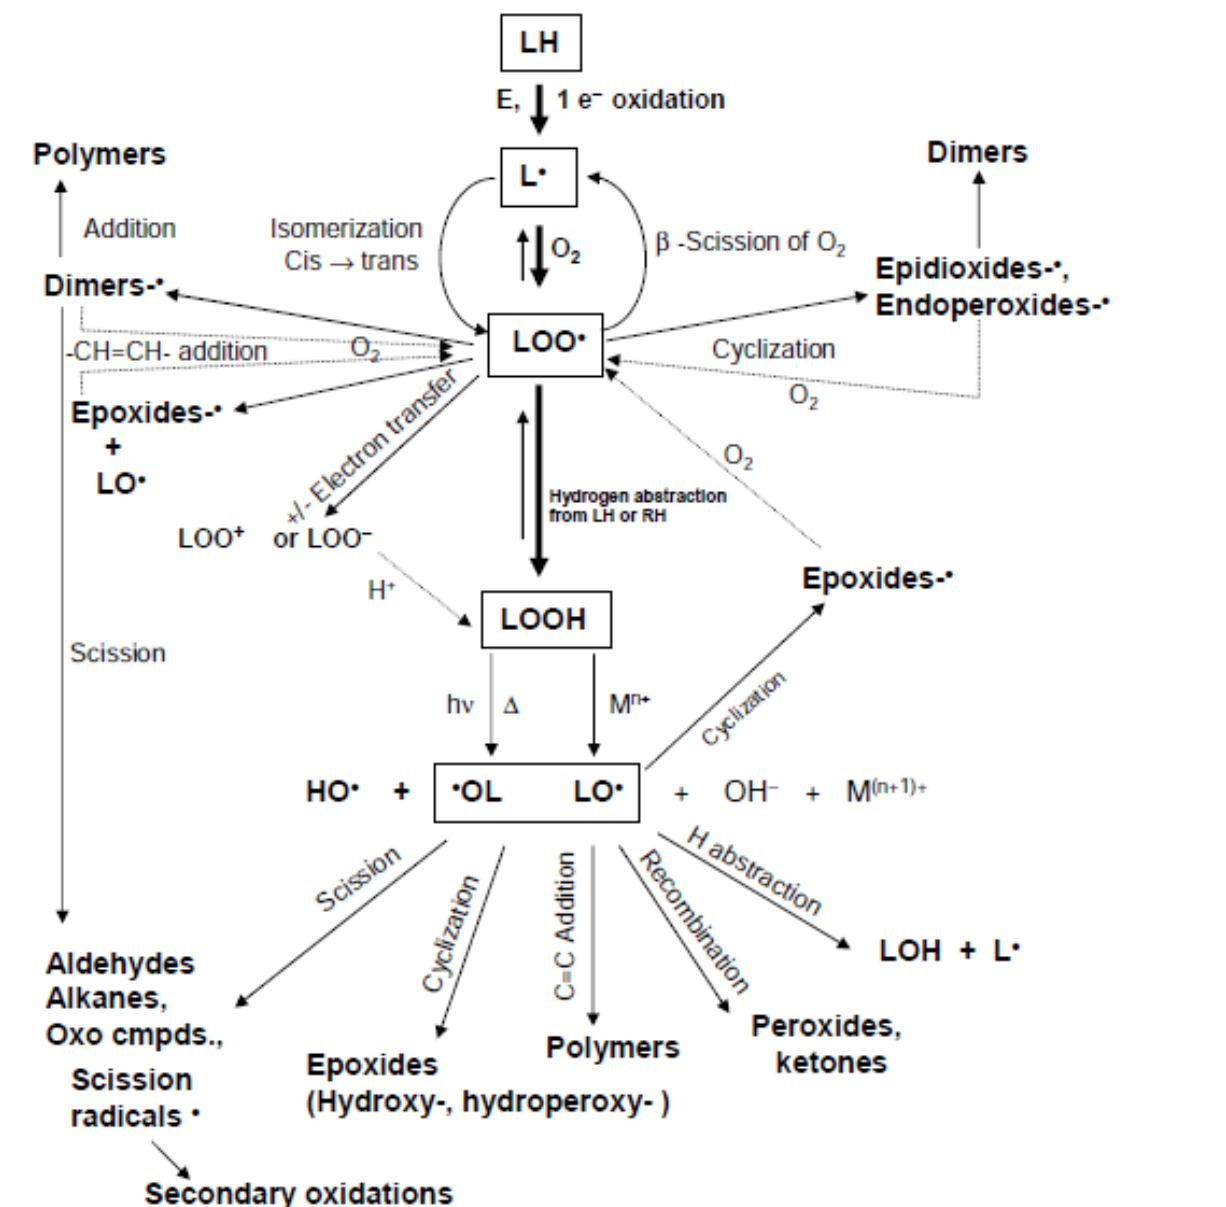 LH
E, 1 e– oxidation
Polymers
Dimers
L•
Addition
Isomerization
Cis → trans
O₂
β -Scission of O₂
Dimers-•
Epidioxides-•,
Endoperoxides-•
LOO•
-CH=CH- addition
O₂
Cyclization
O₂
Epoxides-•
+
LO•
+/- Electron transfer
O₂
Hydrogen abstraction
from LH or RH
LOO⁺ or LOO–
H⁺
Epoxides-•
LOOH
Scission
hν Δ Mⁿ⁺
Cyclization
HO• + •OL LO• + OH– + M⁽ⁿ⁺¹⁾⁺
Scission
Cyclization
C=C Addition
Recombination
H abstraction
LOH + L•
Aldehydes
Alkanes,
Oxo cmpds.,
Scission
radicals •
Epoxides
(Hydroxy-, hydroperoxy- )
Polymers
Peroxides,
ketones
Secondary oxidations